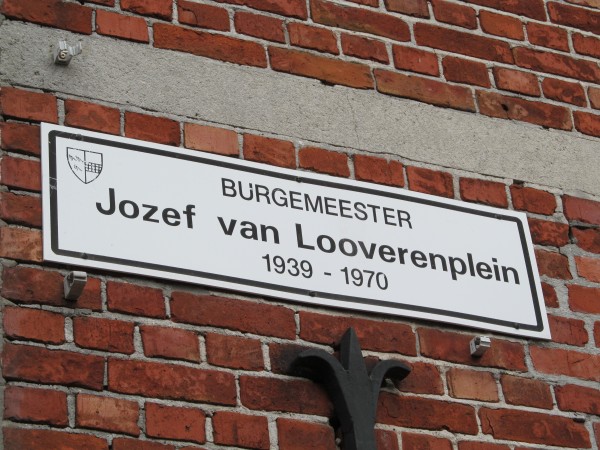 BURGEMEESTER
Jozef van Looverenplein
1939 - 1970